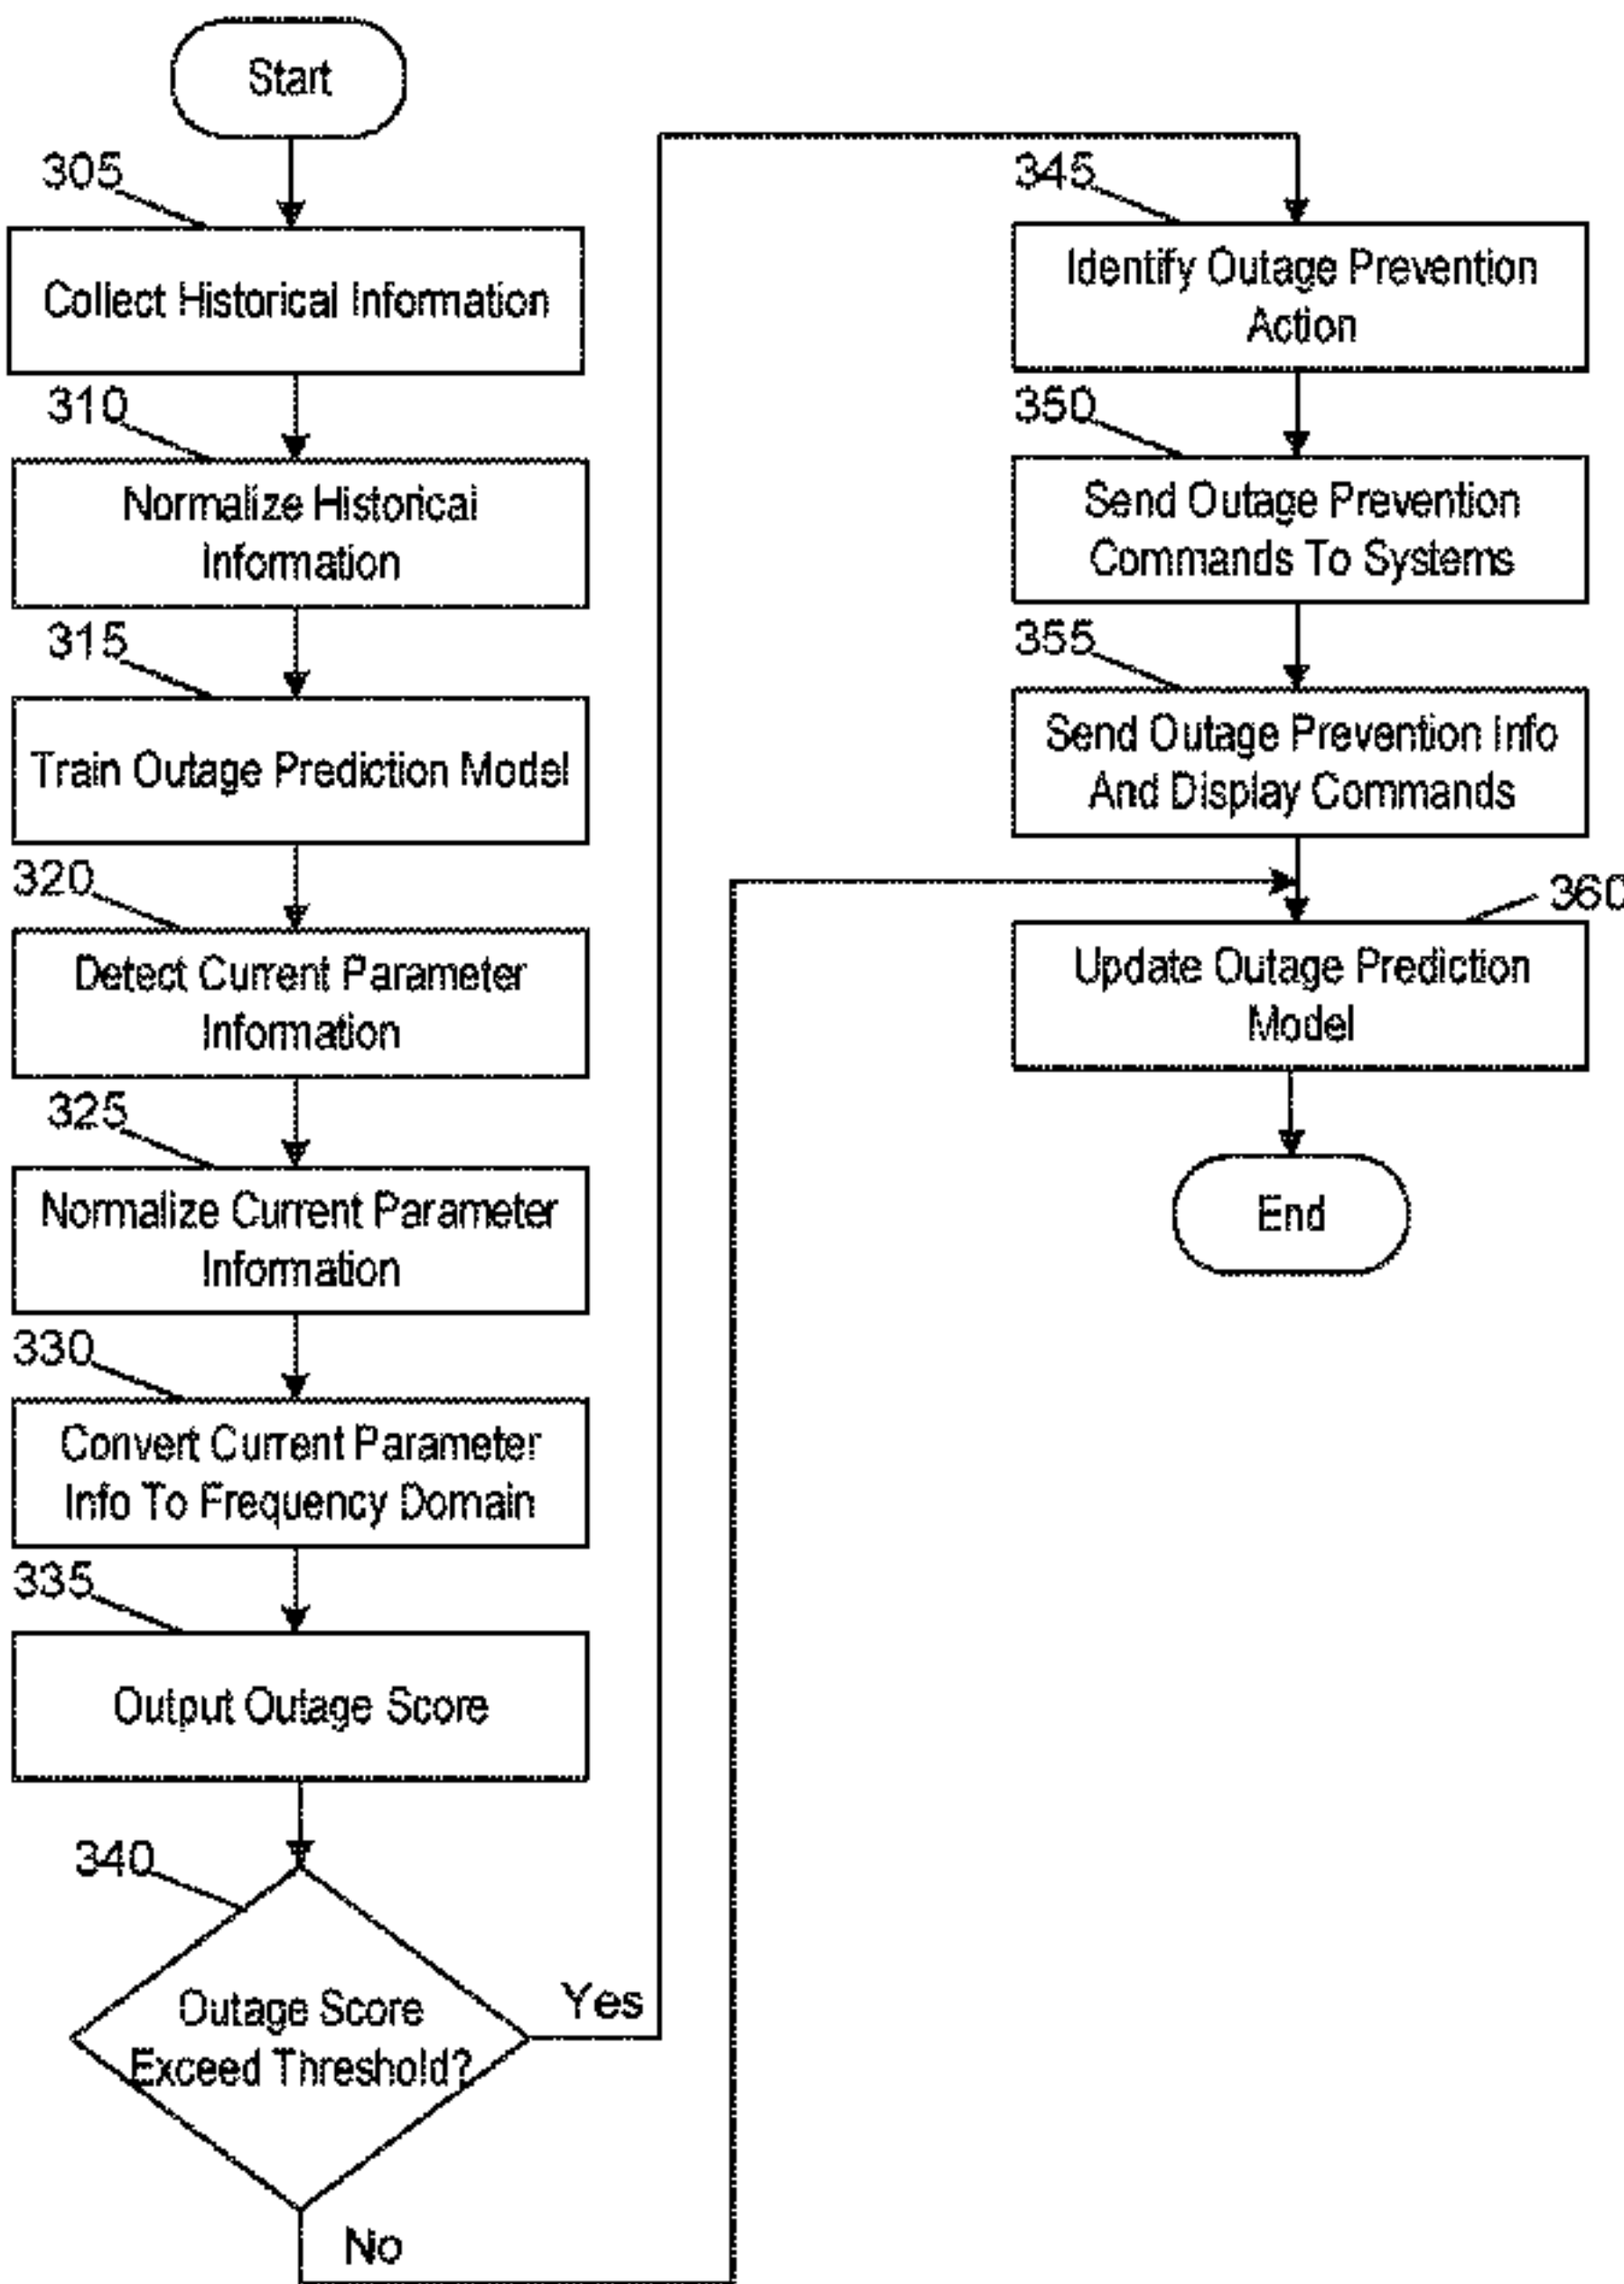 Start
305
Collect Historical Information
310
Normalize Historical
Information
315
Train Outage Prediction Model
320
Detect Current Parameter
Information
325
Normalize Current Parameter
Information
330
Convert Current Parameter
Info To Frequency Domain
335
Output Outage Score
340
Outage Score
Exceed Threshold?
Yes
No
345
Identify Outage Prevention
Action
350
Send Outage Prevention
Commands To Systems
355
Send Outage Prevention Info
And Display Commands
360
Update Outage Prediction
Model
End